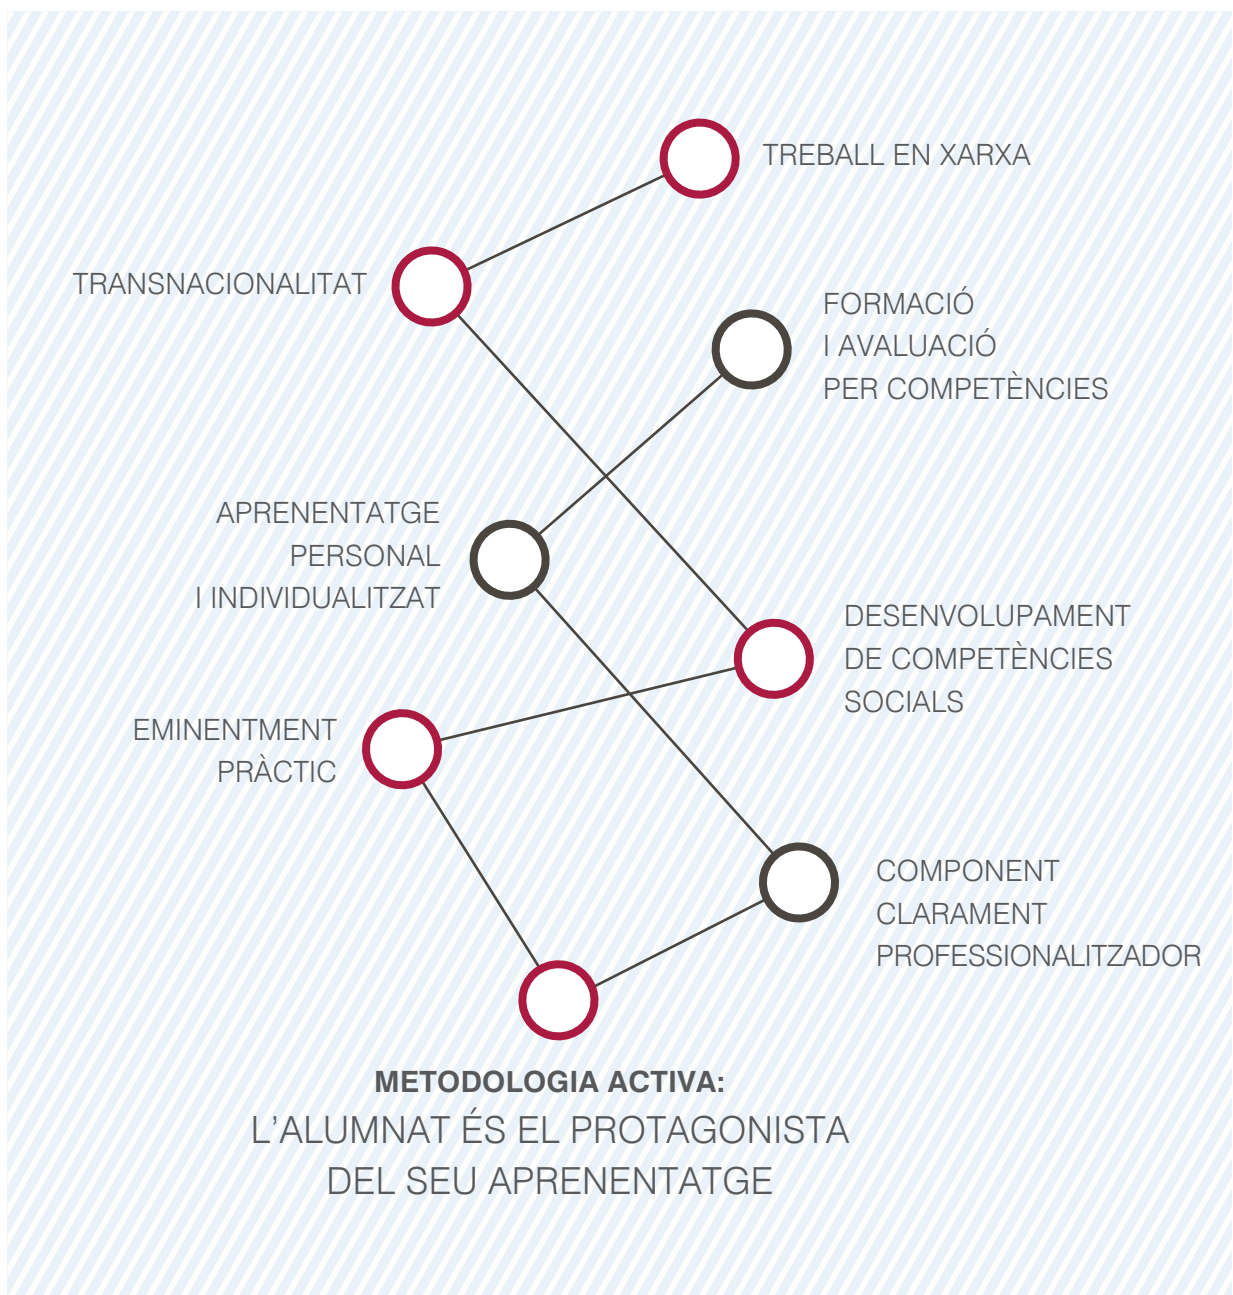 TREBALL EN XARXA
TRANSNACIONALITAT
FORMACIÓ
I AVALUACIÓ
PER COMPETÈNCIES
APRENENTATGE
PERSONAL
I INDIVIDUALITZAT
DESENVOLUPAMENT
DE COMPETÈNCIES
SOCIALS
EMINENTMENT
PRÀCTIC
COMPONENT
CLARAMENT
PROFESSIONALITZADOR
METODOLOGIA ACTIVA:
L’ALUMNAT ÉS EL PROTAGONISTA
DEL SEU APRENENTATGE